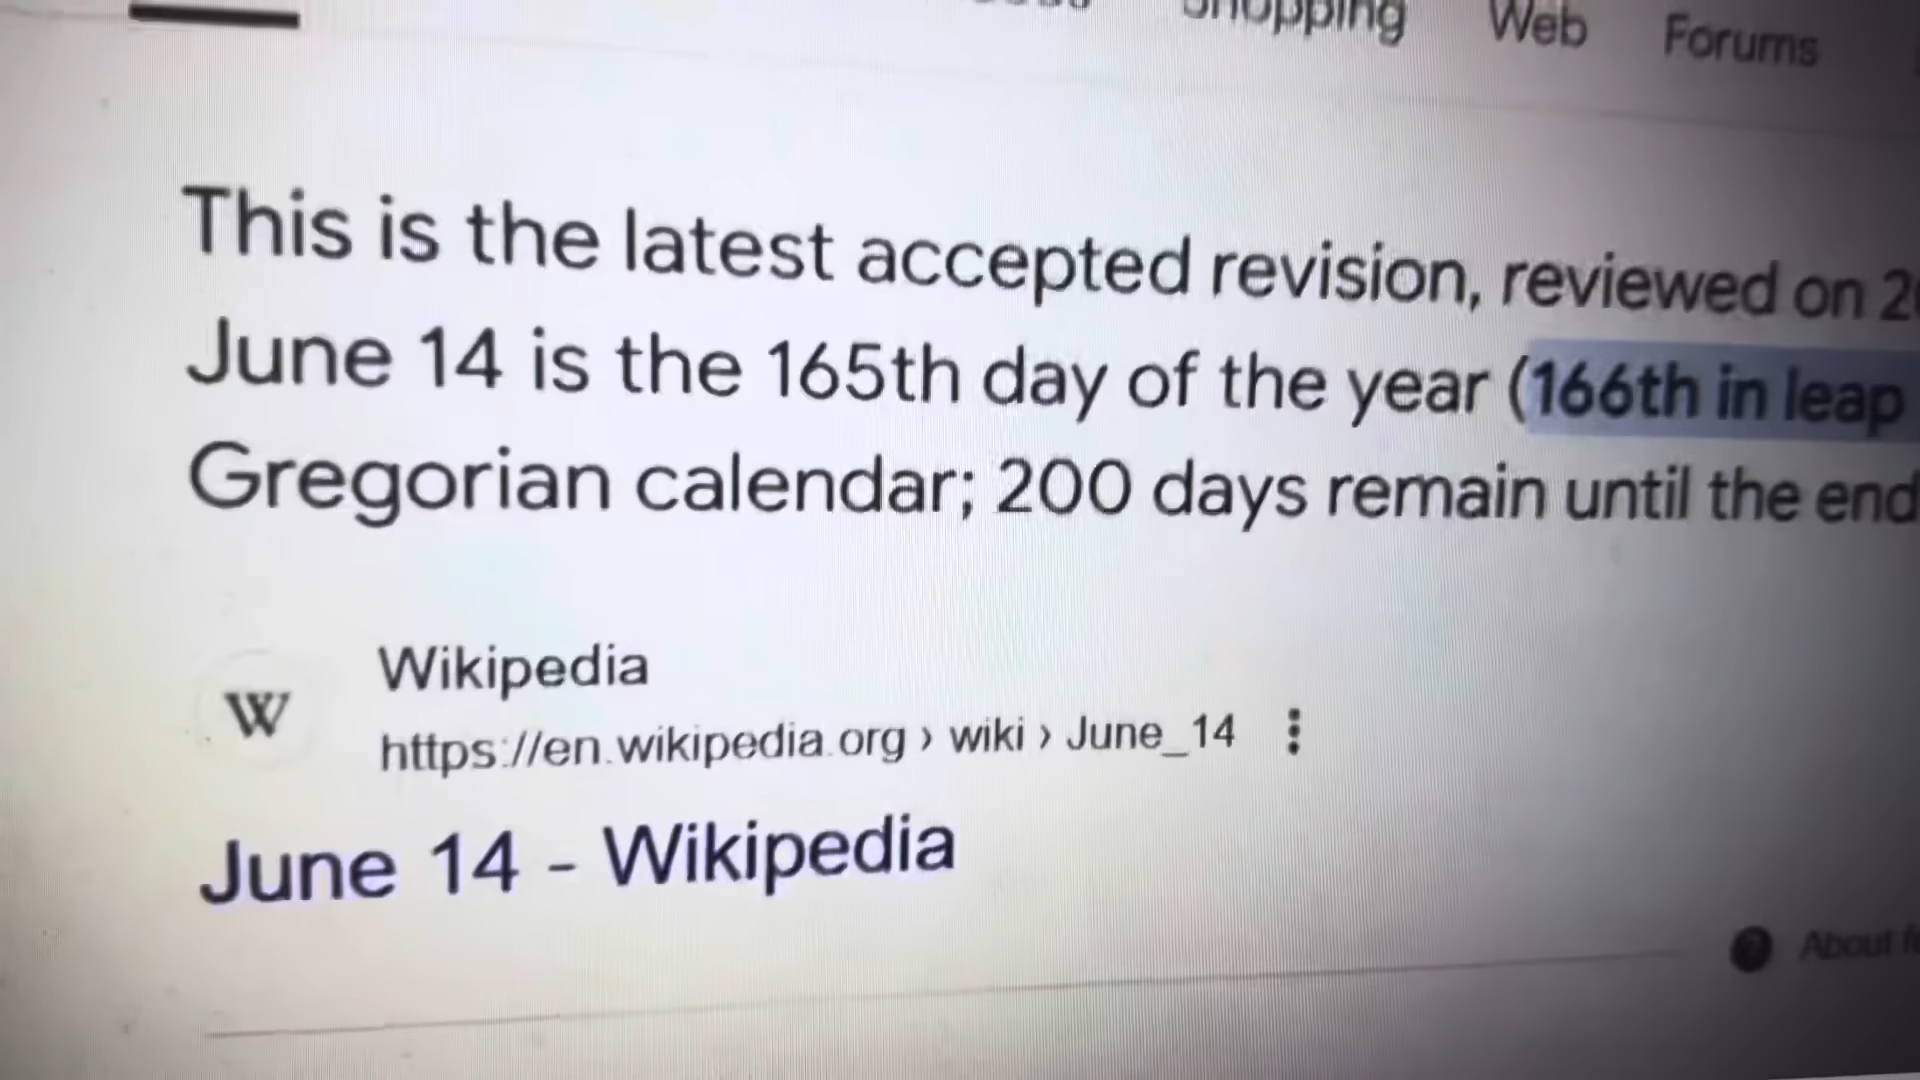 Shopping Web Forums
This is the latest accepted revision, reviewed on
June 14 is the 165th day of the year (166th in leap
Gregorian calendar; 200 days remain until the end
Wikipedia
W
https://en.wikipedia.org › wiki › June_14
June 14 - Wikipedia
About